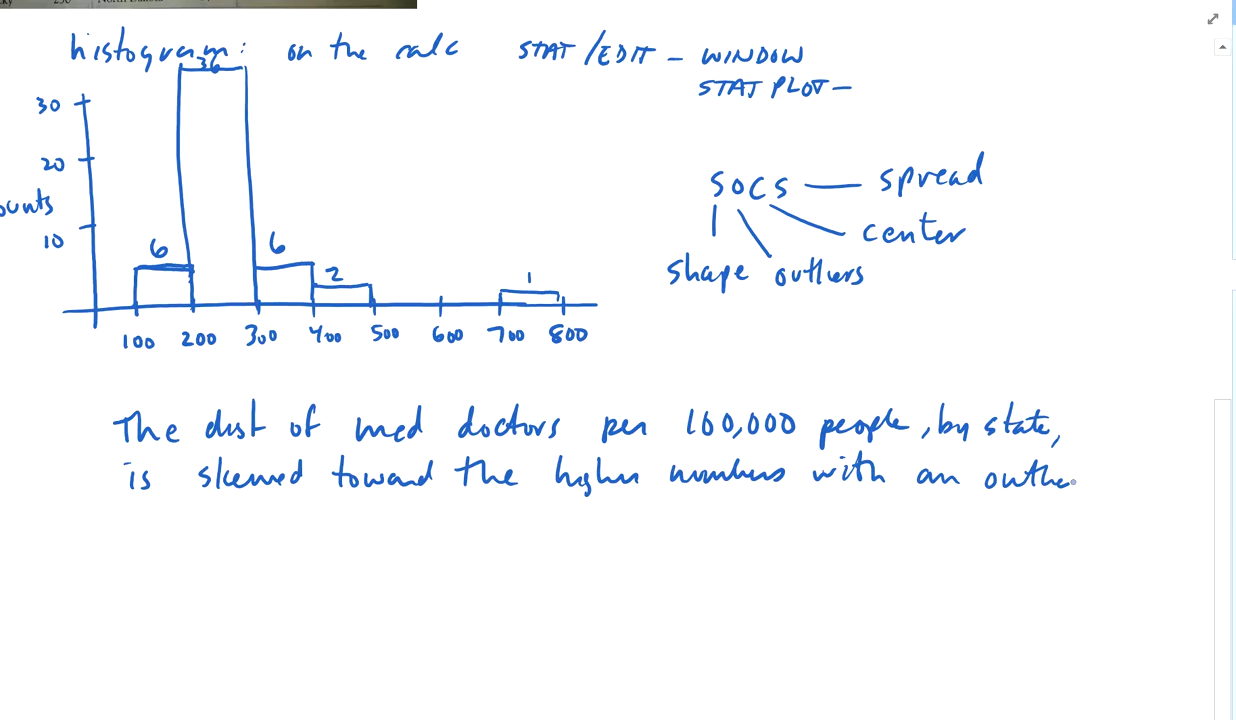 histogram: on the calc STAT/EDIT - WINDOW
STAT PLOT -
36
30
20
10
6
6
2
1
100 200 300 400 500 600 700 800
SOCS
spread
center
shape outliers
The dist of med doctors per 100,000 people, by state,
is skewed toward the higher numbers with an outlie